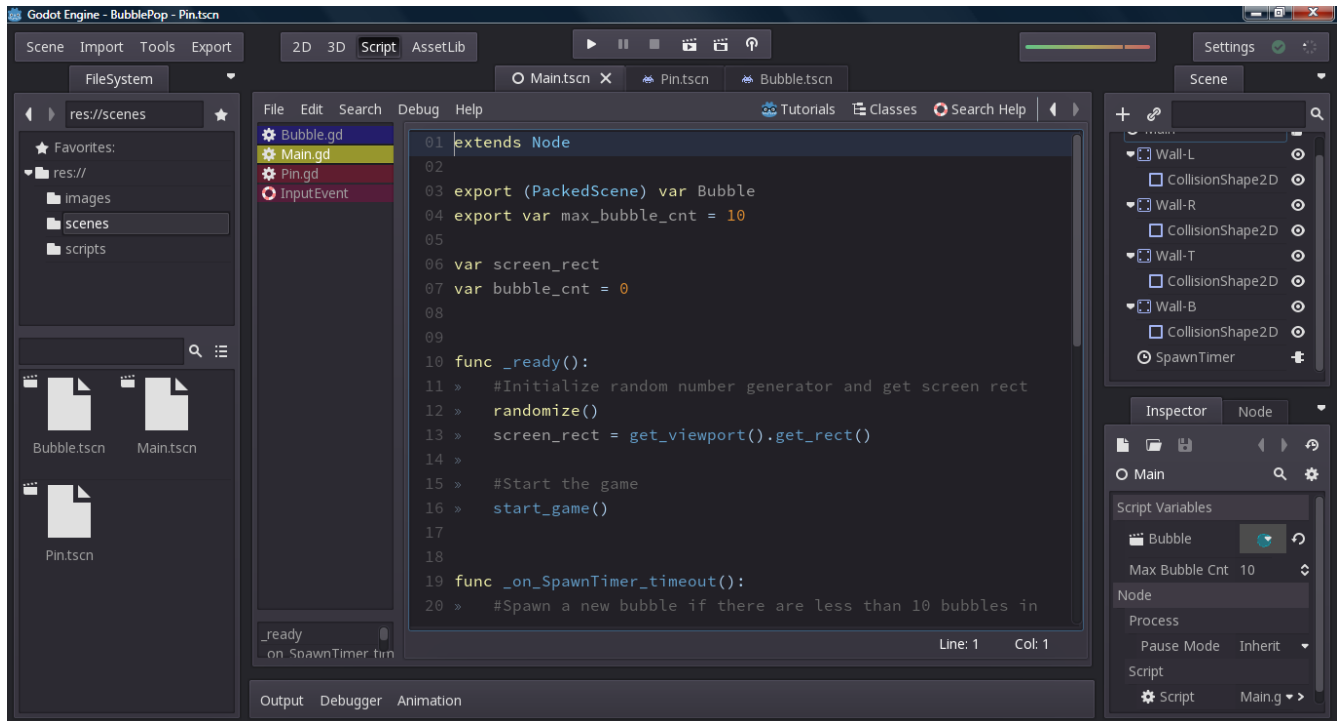 Godot Engine - BubblePop - Pin.tscn
Scene Import Tools Export
2D 3D Script AssetLib
Settings
FileSystem
res://scenes
Favorites:
res://
images
scenes
scripts
Bubble.tscn
Main.tscn
Pin.tscn
Main.tscn
Pin.tscn
Bubble.tscn
File Edit Search Debug Help
Tutorials
Classes
Search Help
Bubble.gd
Main.gd
Pin.gd
InputEvent
_ready
_on_SpawnTimer_tim
01 extends Node
02
03 export (PackedScene) var Bubble
04 export var max_bubble_cnt = 10
05
06 var screen_rect
07 var bubble_cnt = 0
08
09
10 func _ready():
11 » #Initialize random number generator and get screen rect
12 » randomize()
13 » screen_rect = get_viewport().get_rect()
14 »
15 » #Start the game
16 » start_game()
17
18
19 func _on_SpawnTimer_timeout():
20 » #Spawn a new bubble if there are less than 10 bubbles in
Line: 1 Col: 1
Output Debugger Animation
Scene
Main
Wall-L
CollisionShape2D
Wall-R
CollisionShape2D
Wall-T
CollisionShape2D
Wall-B
CollisionShape2D
SpawnTimer
Inspector
Node
Main
Script Variables
Bubble
Max Bubble Cnt 10
Node
Process
Pause Mode Inherit
Script
Script Main.g